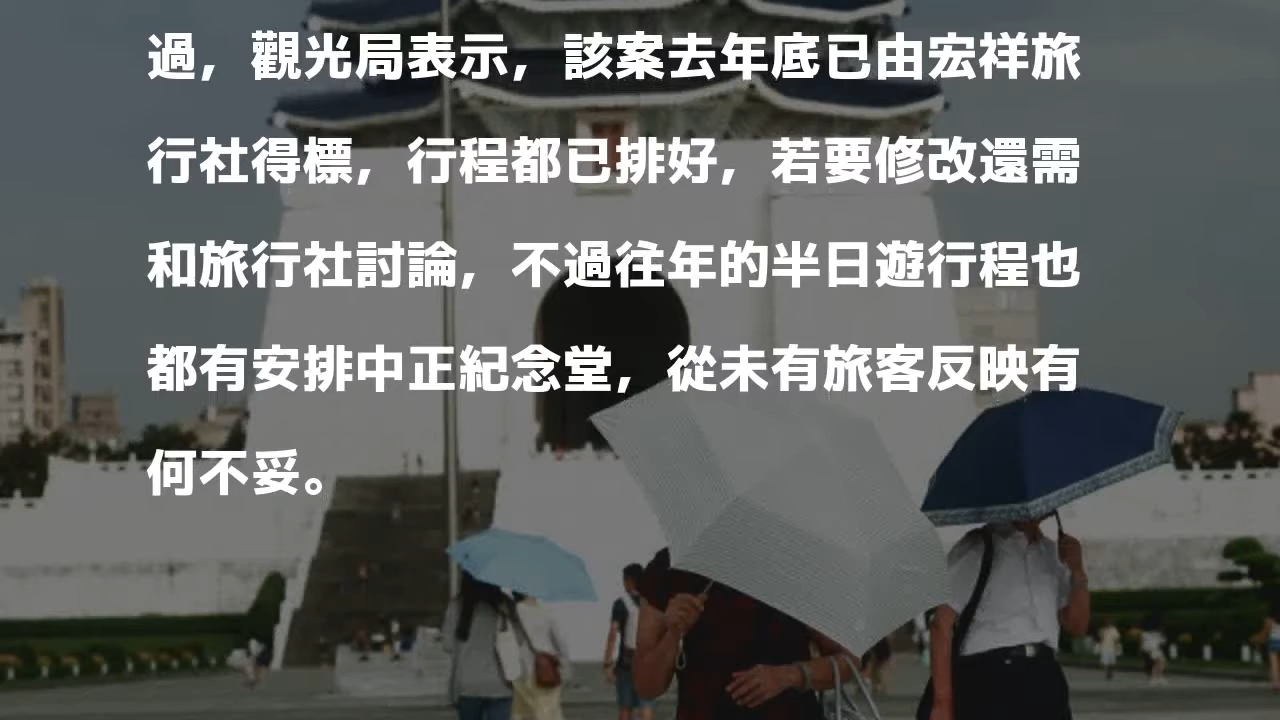 過，觀光局表示，該案去年底已由宏祥旅
行社得標，行程都已排好，若要修改還需
和旅行社討論，不過往年的半日遊行程也
都有安排中正紀念堂，從未有旅客反映有
何不妥。